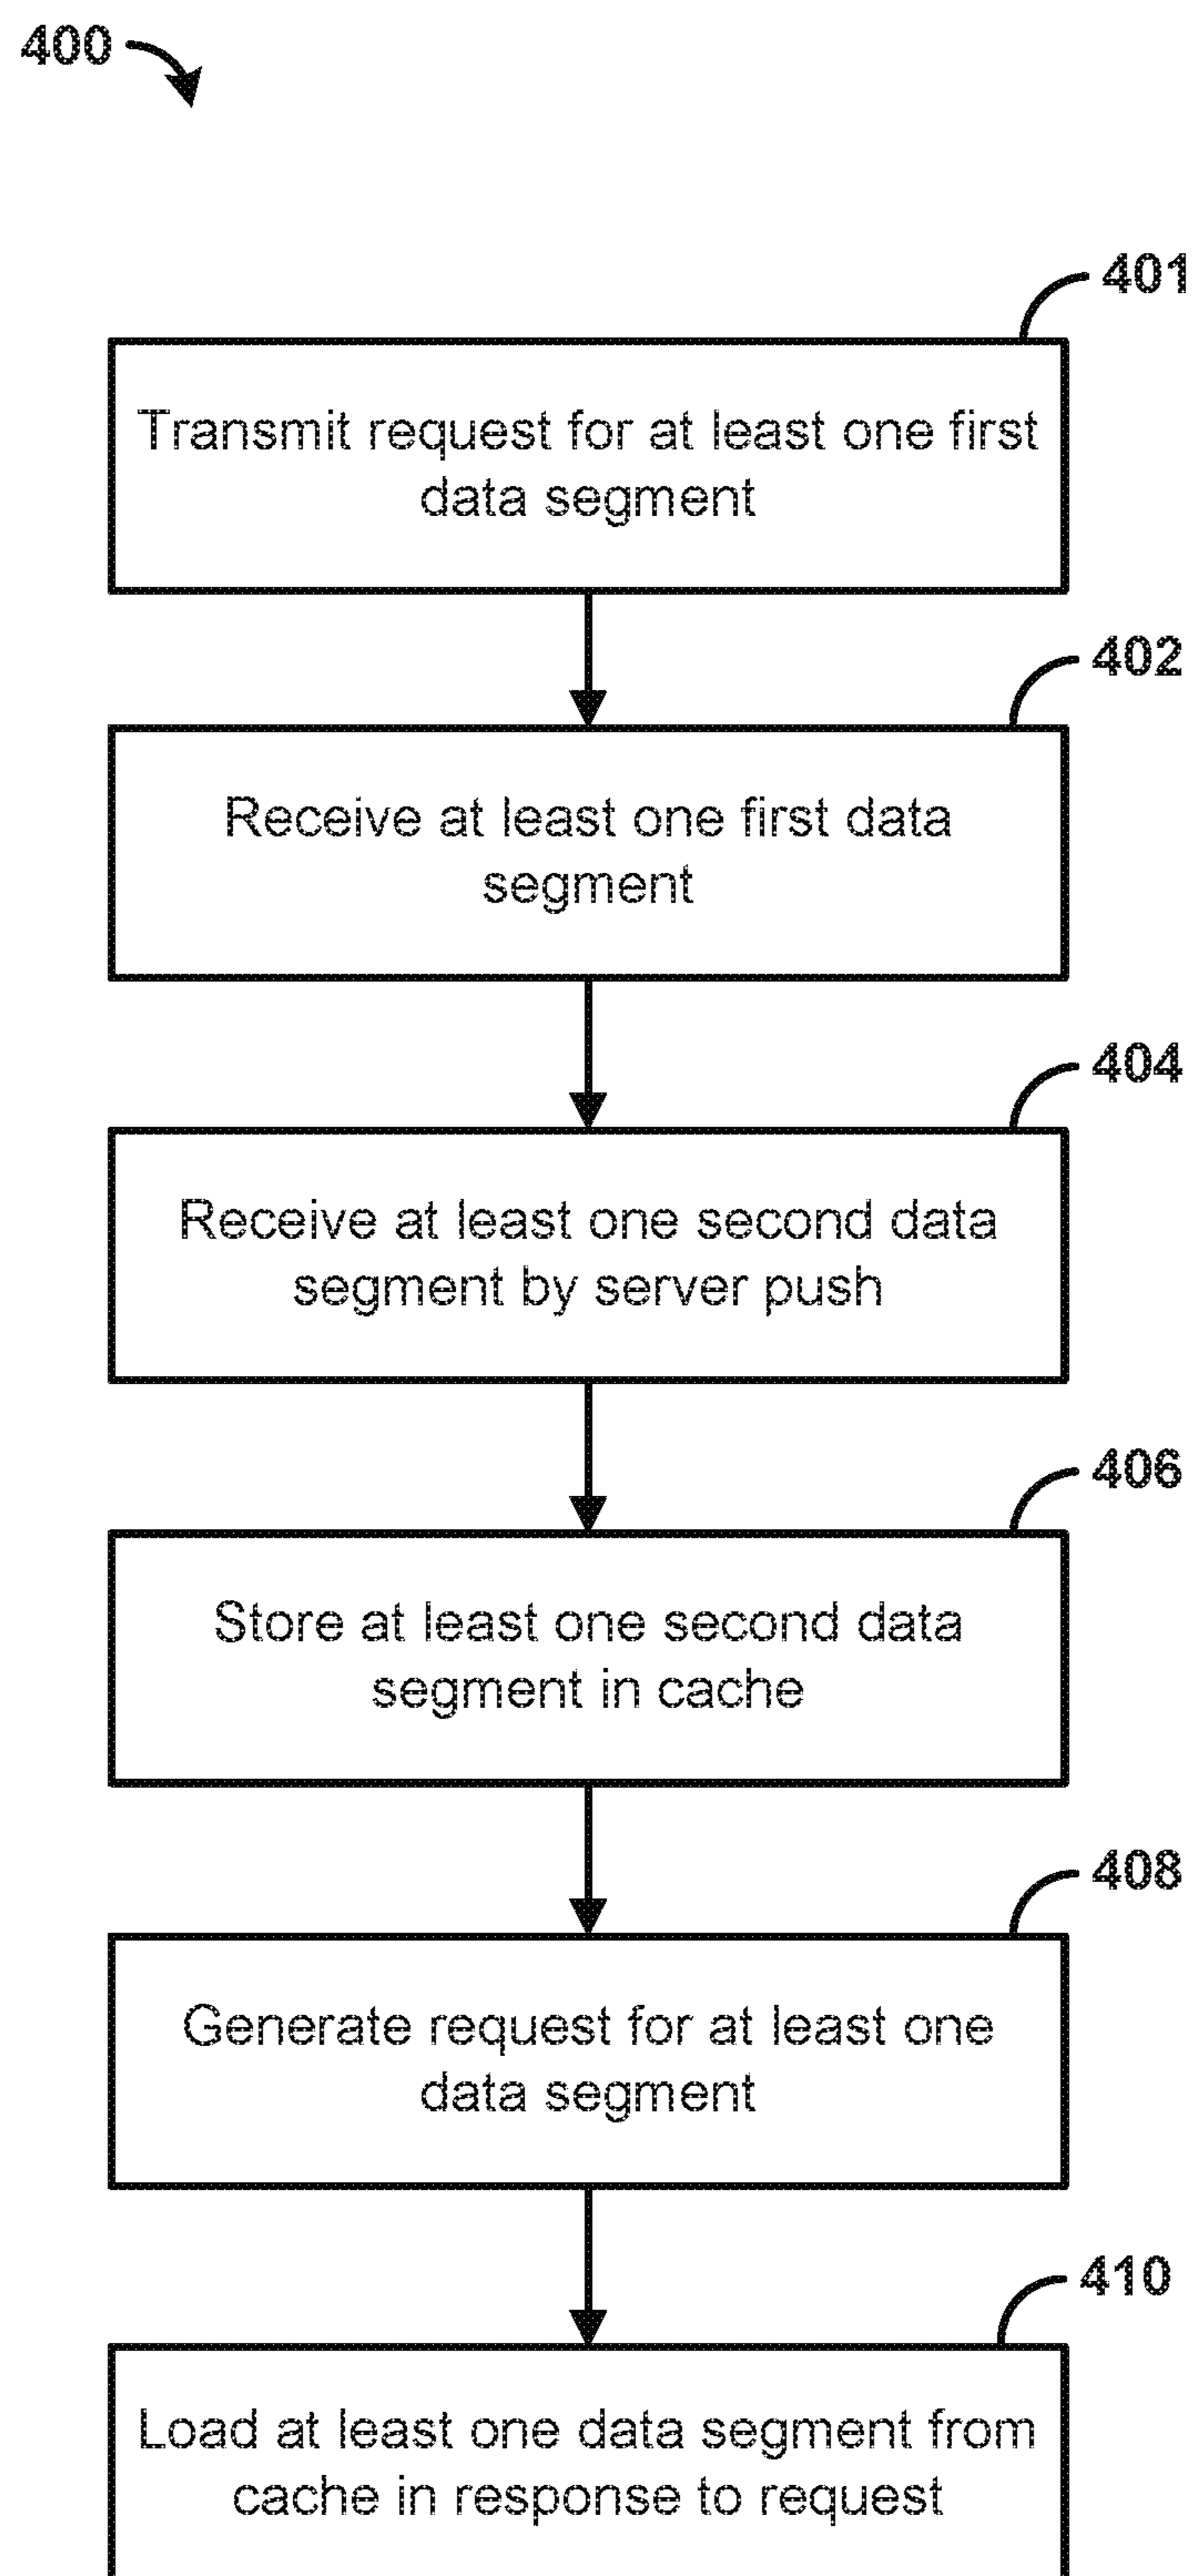 400
401
Transmit request for at least one first
data segment
402
Receive at least one first data
segment
404
Receive at least one second data
segment by server push
406
Store at least one second data
segment in cache
408
Generate request for at least one
data segment
410
Load at least one data segment from
cache in response to request